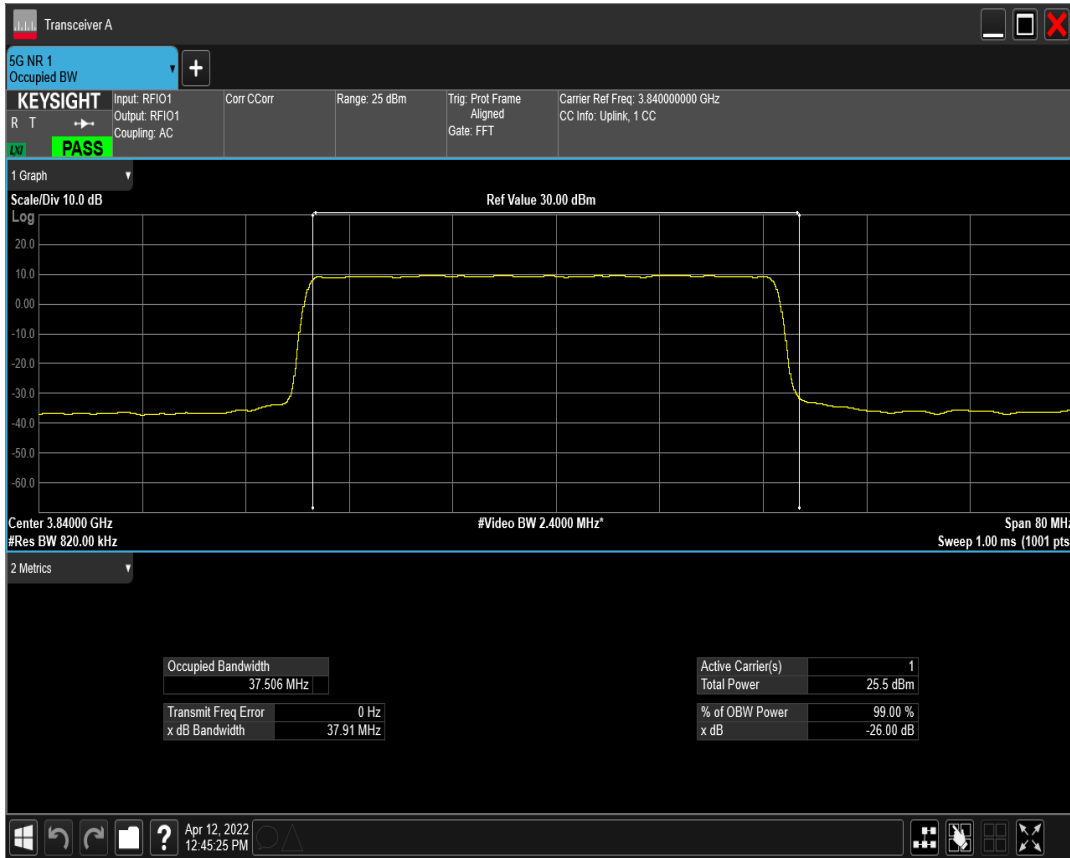 Transceiver A
5G NR 1
Occupied BW
KEYSIGHT
R T
LXI
PASS
Input: RFIO1
Output: RFIO1
Coupling: AC
Corr CCorr
Range: 25 dBm
Trig: Prot Frame
Aligned
Gate: FFT
Carrier Ref Freq: 3.840000000 GHz
CC Info: Uplink, 1 CC
1 Graph
Scale/Div 10.0 dB
Ref Value 30.00 dBm
Log
20.0
10.0
0.00
-10.0
-20.0
-30.0
-40.0
-50.0
-60.0
Center 3.84000 GHz
#Video BW 2.4000 MHz*
Span 80 MHz
#Res BW 820.00 kHz
Sweep 1.00 ms (1001 pts
2 Metrics
Occupied Bandwidth
37.506 MHz
Transmit Freq Error 0 Hz
x dB Bandwidth 37.91 MHz
Active Carrier(s) 1
Total Power 25.5 dBm
% of OBW Power 99.00 %
x dB -26.00 dB
?
Apr 12, 2022
12:45:25 PM